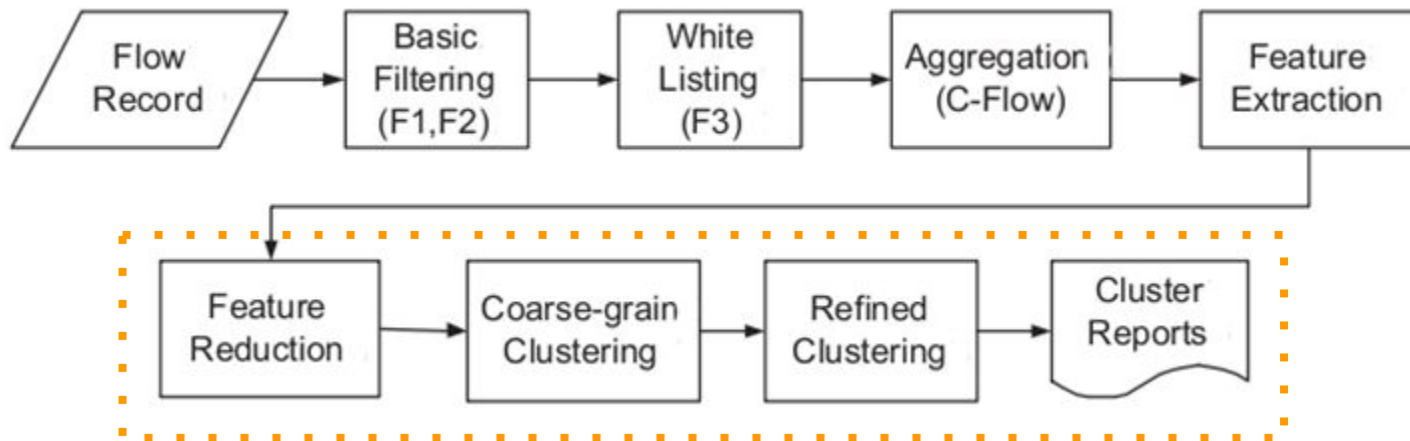 Flow
Record
Basic
Filtering
(F1,F2)
White
Listing
(F3)
Aggregation
(C-Flow)
Feature
Extraction
Feature
Reduction
Coarse-grain
Clustering
Refined
Clustering
Cluster
Reports